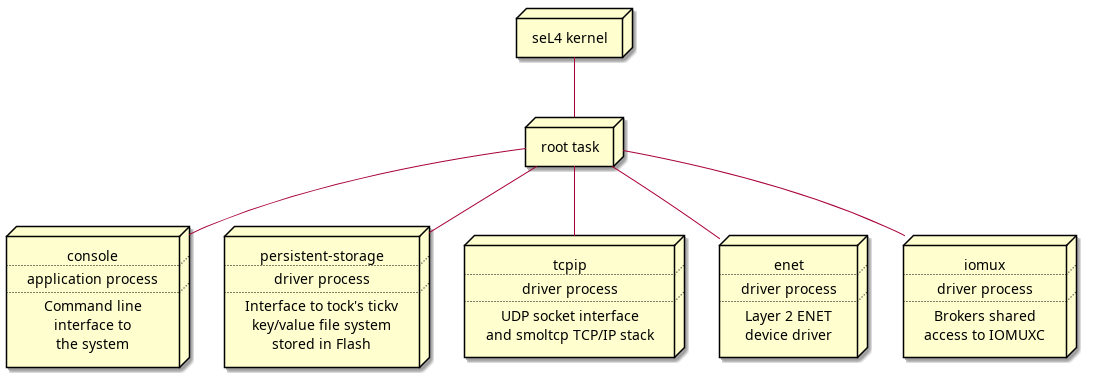 seL4 kernel
root task
console
application process
Command line
interface to
the system
persistent-storage
driver process
Interface to tock's tickv
key/value file system
stored in Flash
tcpip
driver process
UDP socket interface
and smoltcp TCP/IP stack
enet
driver process
Layer 2 ENET
device driver
iomux
driver process
Brokers shared
access to IOMUXC